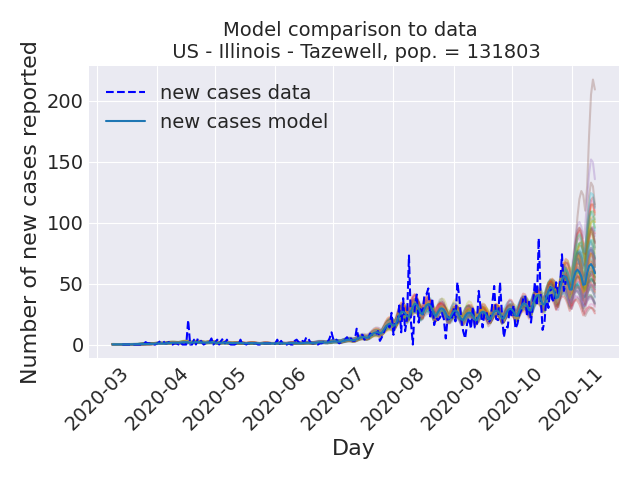 Model comparison to data
US - Illinois - Tazewell, pop. = 131803
Number of new cases reported
200
150
100
50
0
new cases data
new cases model
2020-03
2020-04
2020-05
2020-06
2020-07
2020-08
2020-09
2020-10
2020-11
Day